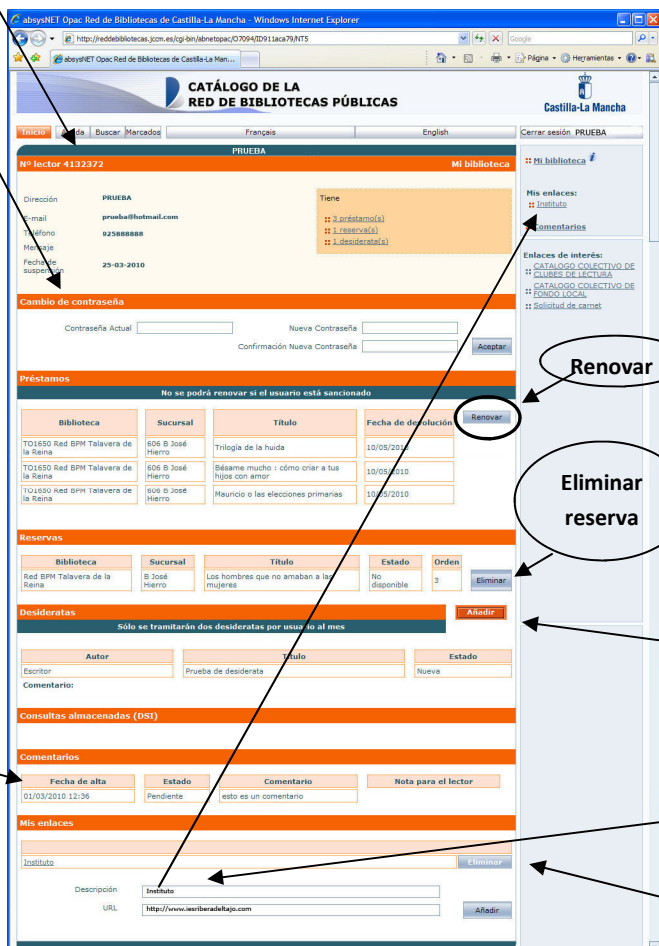 absysNET Opac Red de Bibliotecas de Castilla-La Mancha - Windows Internet Explorer
http://reddebibliotecas.jccm.es/cgi-bin/abnetopac/O7094/ID911aca79/NT5
Google
absysNET Opac Red de Bibliotecas de Castilla-La Man...
Página
Herramientas
CATÁLOGO DE LA
RED DE BIBLIOTECAS PÚBLICAS
Castilla-La Mancha
Inicio Ayuda Buscar Marcados Français English Cerrar sesión PRUEBA
PRUEBA
Nº lector 4132372 Mi biblioteca
Dirección PRUEBA
E-mail prueba@hotmail.com
Teléfono 925888888
Mensaje
Fecha de
suspensión 25-03-2010
Tiene
3 préstamo(s)
1 reserva(s)
1 desiderata(s)
Mi biblioteca i
Mis enlaces:
Instituto
Comentarios
Enlaces de interés:
CATALOGO COLECTIVO DE
CLUBES DE LECTURA
CATALOGO COLECTIVO DE
FONDO LOCAL
Solicitud de carnet
Cambio de contraseña
Contraseña Actual Nueva Contraseña
Confirmación Nueva Contraseña Aceptar
Préstamos
No se podrá renovar si el usuario está sancionado
Biblioteca Sucursal Título Fecha de devolución Renovar
TO1650 Red BPM Talavera de
la Reina
606 B José
Hierro
Trilogía de la huida
10/05/2010
TO1650 Red BPM Talavera de
la Reina
606 B José
Hierro
Bésame mucho : cómo criar a tus
hijos con amor
10/05/2010
TO1650 Red BPM Talavera de
la Reina
606 B José
Hierro
Mauricio o las elecciones primarias
10/05/2010
Renovar
Eliminar
reserva
Reservas
Biblioteca Sucursal Título Estado Orden
Red BPM Talavera de la
Reina
B José
Hierro
Los hombres que no amaban a las
mujeres
No
disponible
3
Eliminar
Desideratas Añadir
Sólo se tramitarán dos desideratas por usuario al mes
Autor Título Estado
Escritor Prueba de desiderata Nueva
Comentario:
Consultas almacenadas (DSI)
Comentarios
Fecha de alta Estado Comentario Nota para el lector
01/03/2010 12:36 Pendiente esto es un comentario
Mis enlaces
Instituto Eliminar
Descripción Instituto
URL http://www.iesriberadeltajo.com Añadir